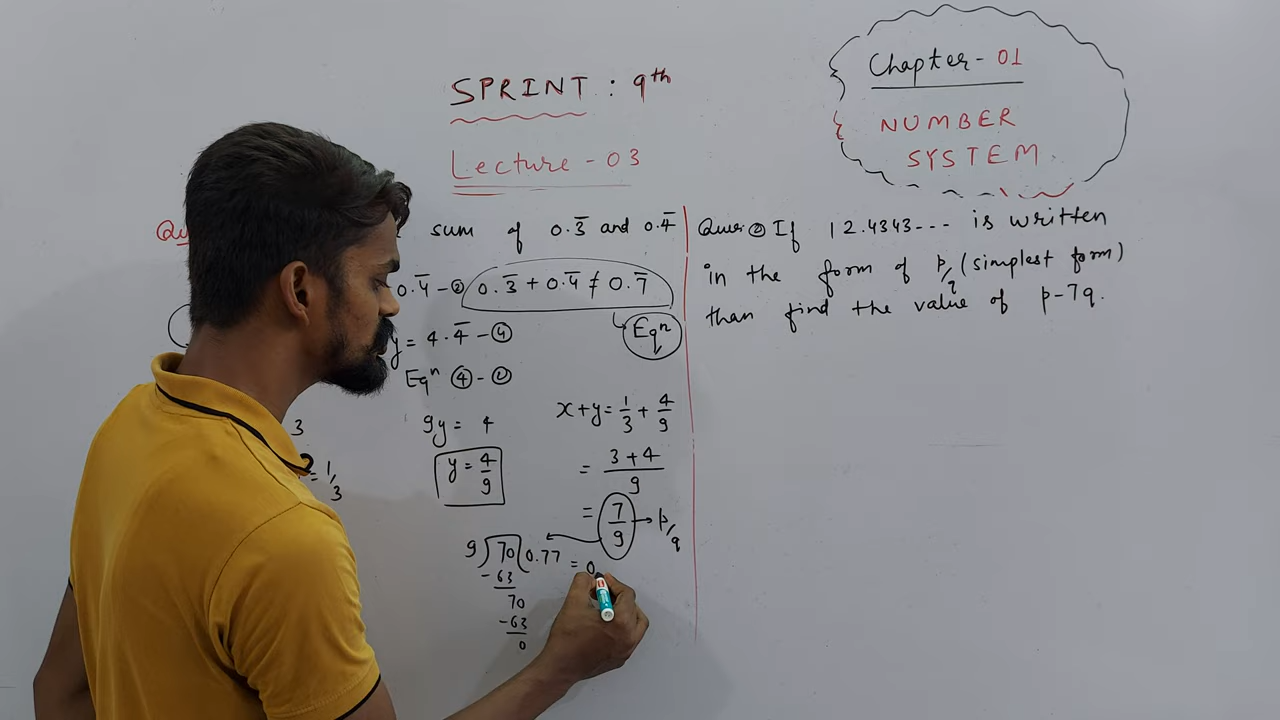 SPRINT : 9th
Lecture - 03
Chapter - 01
NUMBER
SYSTEM
sum of 0.3̅ and 0.4̅
0.4̅ - ② 0.3̅ + 0.4̅ ≠ 0.7̅
Eqⁿ
y = 4.4̅ - ④
Eqⁿ ④ - ②
9y = 4
y = 4/9
3
= 1/3
x + y = 1/3 + 4/9
= 3 + 4 / 9
= 7/9 → p/q
9 ) 70 ( 0.77 = 0
- 63
70
- 63
0
Ques ② If 12.4343--- is written
in the form of p/q (simplest form)
than find the value of p - 7q.